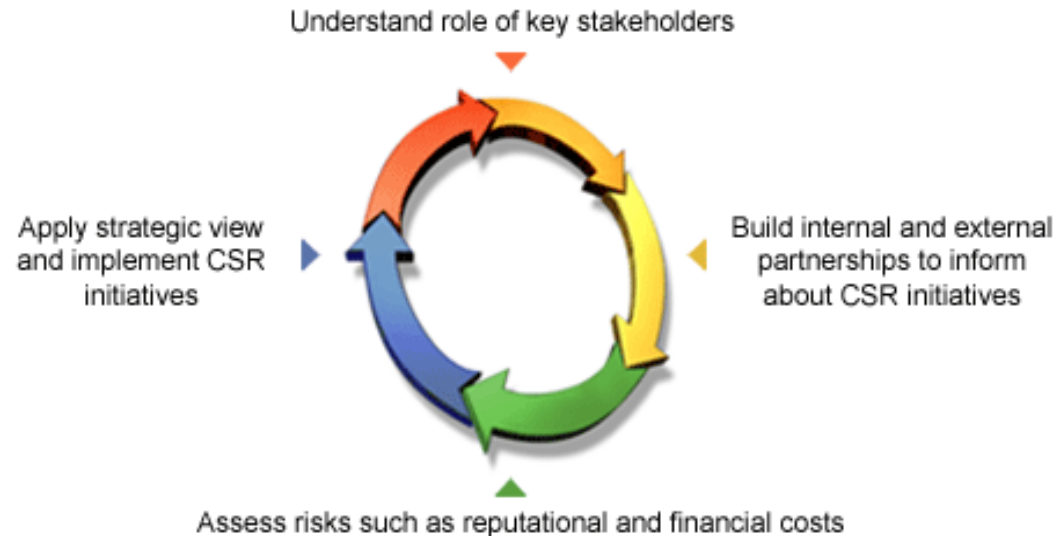 Understand role of key stakeholders
Apply strategic view
and implement CSR
initiatives
Build internal and external
partnerships to inform
about CSR initiatives
Assess risks such as reputational and financial costs